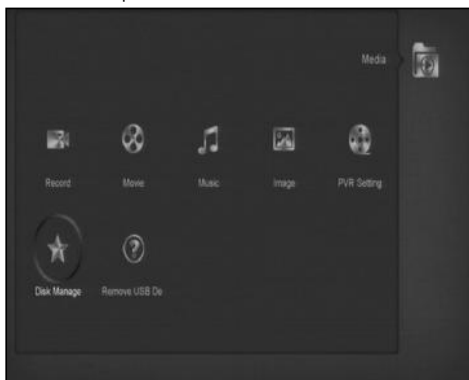 Media
Record
Movie
Music
Image
PVR Setting
Disk Manage
Remove USB De